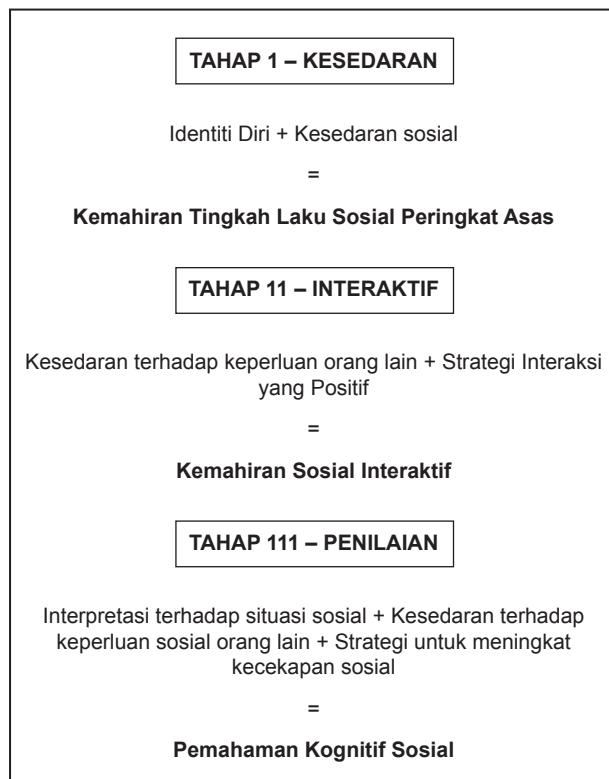 TAHAP 1 – KESEDARAN
Identiti Diri + Kesedaran sosial
=
Kemahiran Tingkah Laku Sosial Peringkat Asas
TAHAP 11 – INTERAKTIF
Kesedaran terhadap keperluan orang lain + Strategi Interaksi
yang Positif
=
Kemahiran Sosial Interaktif
TAHAP 111 – PENILAIAN
Interpretasi terhadap situasi sosial + Kesedaran terhadap
keperluan sosial orang lain + Strategi untuk meningkat
kecekapan sosial
=
Pemahaman Kognitif Sosial